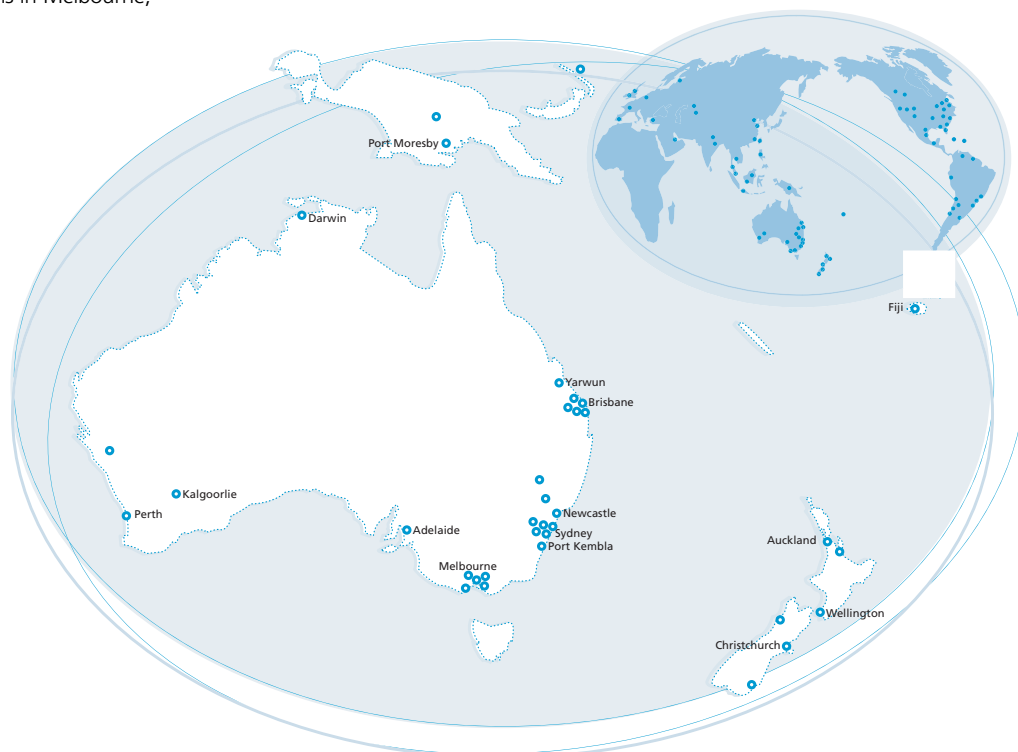 Port Moresby
Darwin
Fiji
Yarwun
Brisbane
Kalgoorlie
Perth
Newcastle
Adelaide
Sydney
Auckland
Port Kembla
Melbourne
Wellington
Christchurch